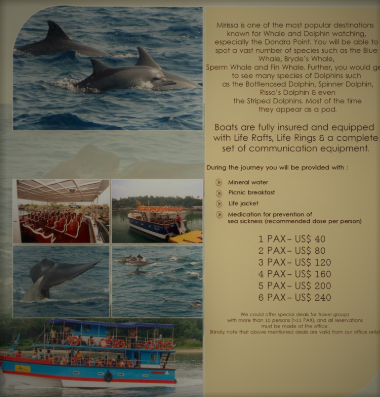 Mirissa is one of the most popular destinations
known for Whale and Dolphin watching,
especially the Dondra Point. You will be able to
spot a vast number of species such as the Blue
Whale, Bryde's Whale,
Sperm Whale and Fin Whale. Further, you would ge
to see many species of Dolphins such
as the Bottlenosed Dolphin, Spinner Dolphin,
Risso's Dolphin & even
the Striped Dolphins. Most of the time
they appear as a pod.
Boats are fully insured and equipped
with Life Rafts, Life Rings & a complete
set of communication equipment.
During the journey you will be provided with :
Mineral water
Picnic breakfast
Life jacket
Medication for prevention of
sea sickness (recommended dose per person)
1 PAX – US$ 40
2 PAX – US$ 80
3 PAX – US$ 120
4 PAX – US$ 160
5 PAX – US$ 200
6 PAX – US$ 240
We could offer special deals for travel groups
with more than 15 persons (>15 PAX), and all reservations
must be made at the office.
(Kindly note that above mentioned deals are valid from our office only)